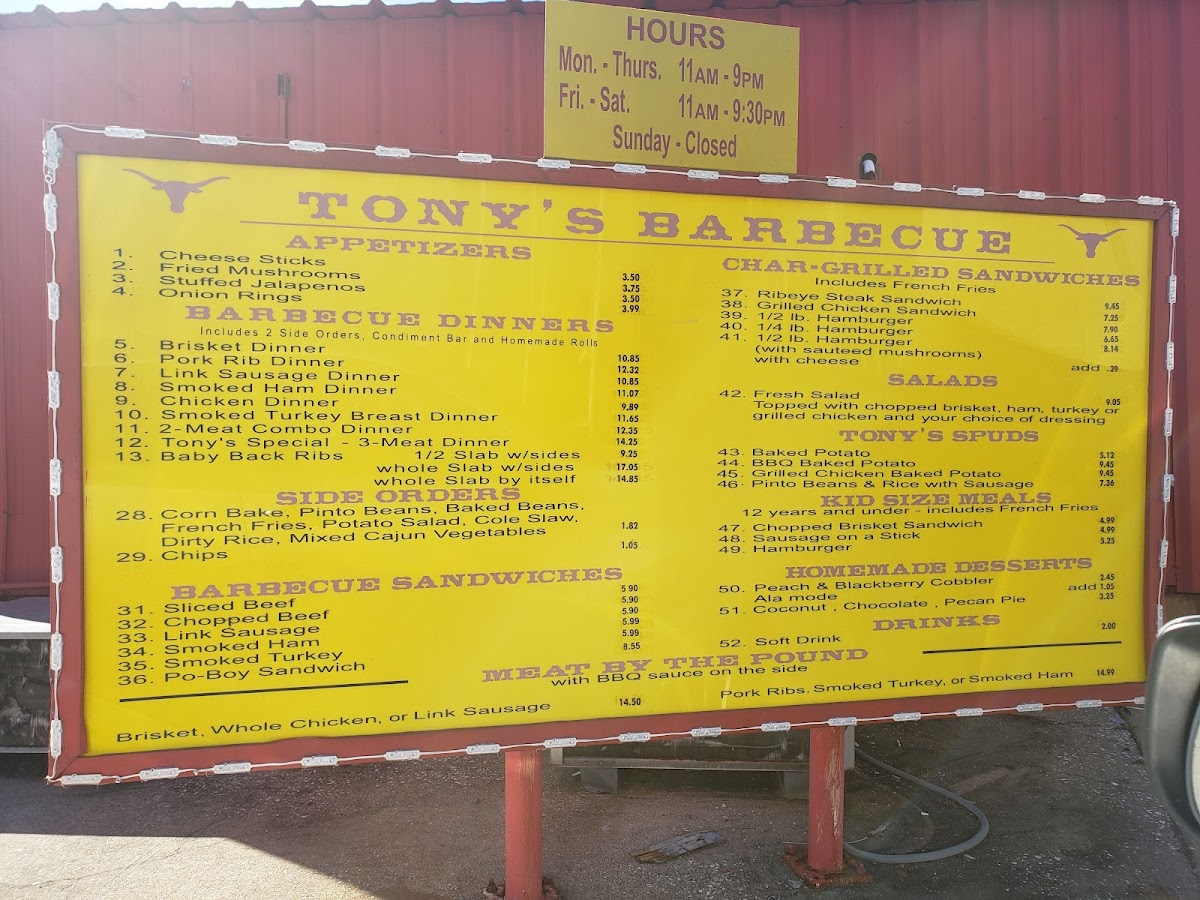 HOURS
Mon. - Thurs. 11AM - 9PM
Fri. - Sat. 11AM - 9:30PM
Sunday - Closed
TONY'S BARBECUE
APPETIZERS
1. Cheese Sticks 3.50
2. Fried Mushrooms 3.75
3. Stuffed Jalapenos 3.50
4. Onion Rings 3.99
BARBECUE DINNERS
Includes 2 Side Orders, Condiment Bar and Homemade Rolls
5. Brisket Dinner 10.85
6. Pork Rib Dinner 12.32
7. Link Sausage Dinner 10.85
8. Smoked Ham Dinner 11.07
9. Chicken Dinner 9.89
10. Smoked Turkey Breast Dinner 11.65
11. 2-Meat Combo Dinner 12.35
12. Tony's Special - 3-Meat Dinner 14.25
13. Baby Back Ribs 1/2 Slab w/sides 9.25
whole Slab w/sides 17.05
whole Slab by itself 14.85
SIDE ORDERS
28. Corn Bake, Pinto Beans, Baked Beans,
French Fries, Potato Salad, Cole Slaw, 1.82
Dirty Rice, Mixed Cajun Vegetables
29. Chips 1.05
BARBECUE SANDWICHES
31. Sliced Beef 5.90
32. Chopped Beef 5.90
33. Link Sausage 5.90
34. Smoked Ham 5.99
35. Smoked Turkey 5.99
36. Po-Boy Sandwich 8.55
CHAR-GRILLED SANDWICHES
Includes French Fries
37. Ribeye Steak Sandwich 9.45
38. Grilled Chicken Sandwich 7.25
39. 1/2 lb. Hamburger 7.90
40. 1/4 lb. Hamburger 6.65
41. 1/2 lb. Hamburger 8.14
(with sauteed mushrooms)
with cheese add .39
SALADS
42. Fresh Salad 9.05
Topped with chopped brisket, ham, turkey or
grilled chicken and your choice of dressing
TONY'S SPUDS
43. Baked Potato 5.12
44. BBQ Baked Potato 9.45
45. Grilled Chicken Baked Potato 9.45
46. Pinto Beans & Rice with Sausage 7.36
KID SIZE MEALS
12 years and under - includes French Fries
47. Chopped Brisket Sandwich 4.99
48. Sausage on a Stick 4.99
49. Hamburger 5.25
HOMEMADE DESSERTS
50. Peach & Blackberry Cobbler 2.45
Ala mode add 1.05
51. Coconut , Chocolate , Pecan Pie 3.25
DRINKS
52. Soft Drink 2.00
MEAT BY THE POUND
with BBQ sauce on the side
Brisket, Whole Chicken, or Link Sausage 14.50
Pork Ribs. Smoked Turkey, or Smoked Ham 14.99